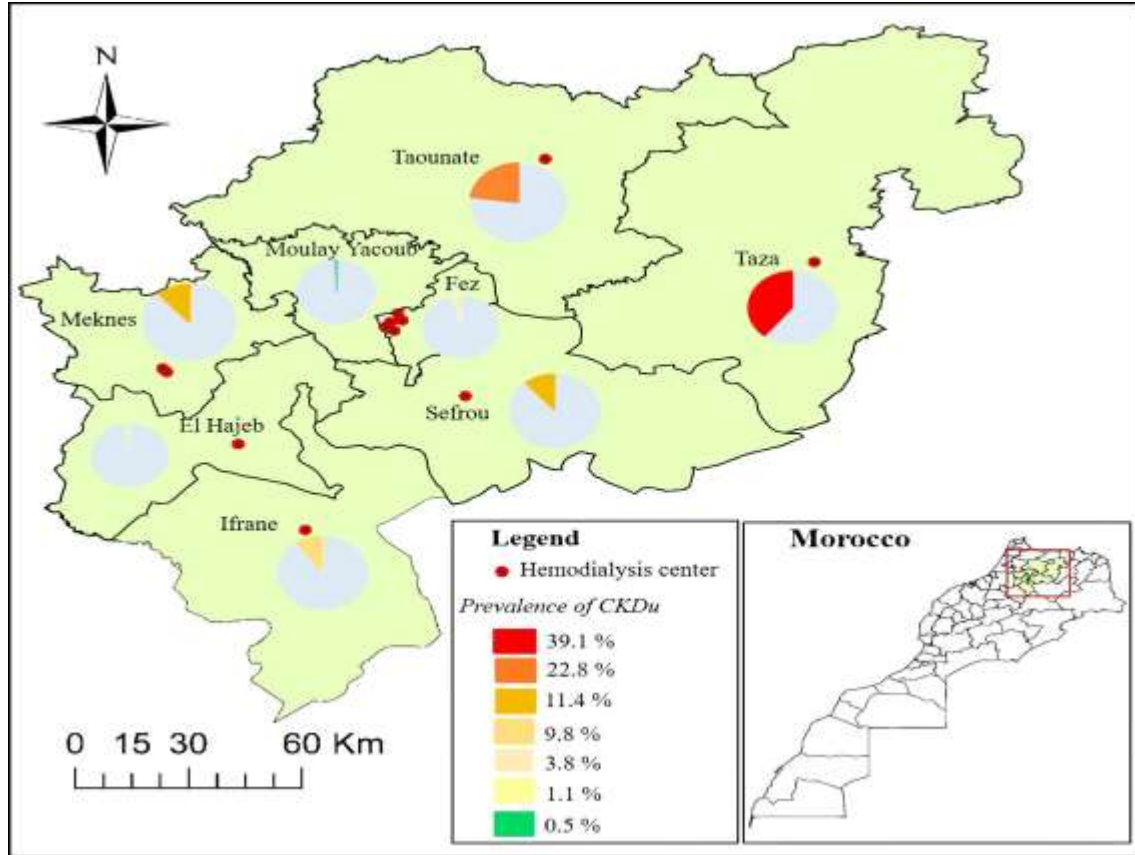 N
Taounate
Moulay Yacoub
Fez
Taza
Meknes
Sefrou
El Hajeb
Ifrane
0 15 30 60 Km
Legend
Hemodialysis center
Prevalence of CKDu
39.1 %
22.8 %
11.4 %
9.8 %
3.8 %
1.1 %
0.5 %
Morocco